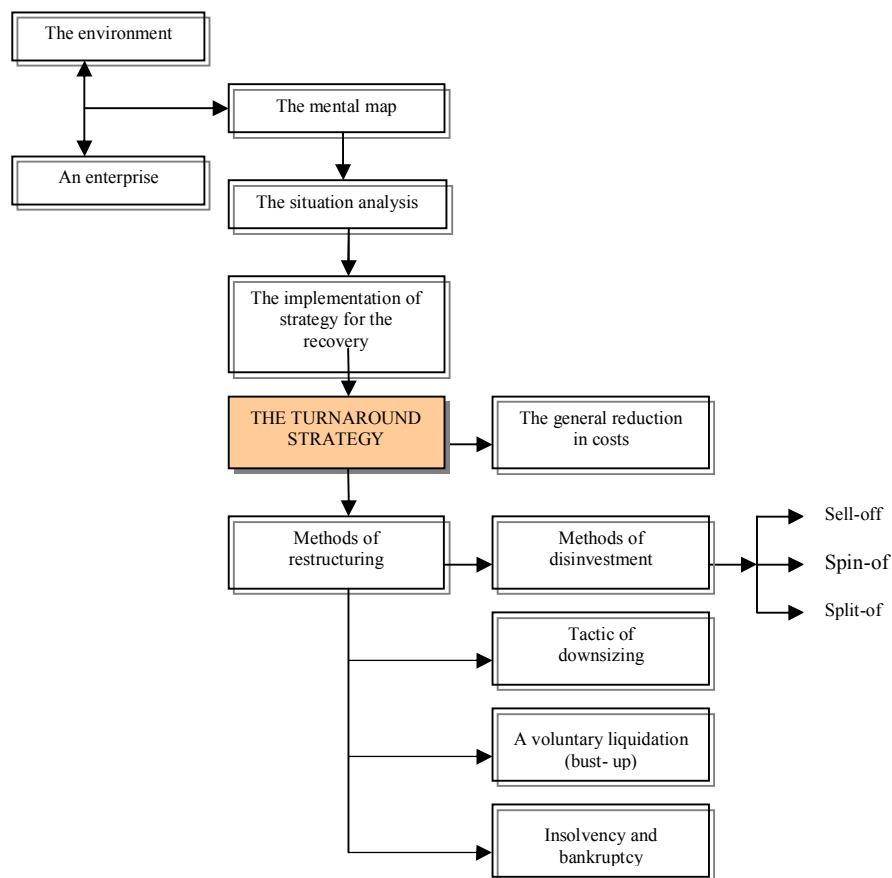 The environment
The mental map
An enterprise
The situation analysis
The implementation of
strategy for the
recovery
THE TURNAROUND
STRATEGY
The general reduction
in costs
Methods of
restructuring
Methods of
disinvestment
Sell-off
Spin-of
Split-of
Tactic of
downsizing
A voluntary liquidation
(bust- up)
Insolvency and
bankruptcy